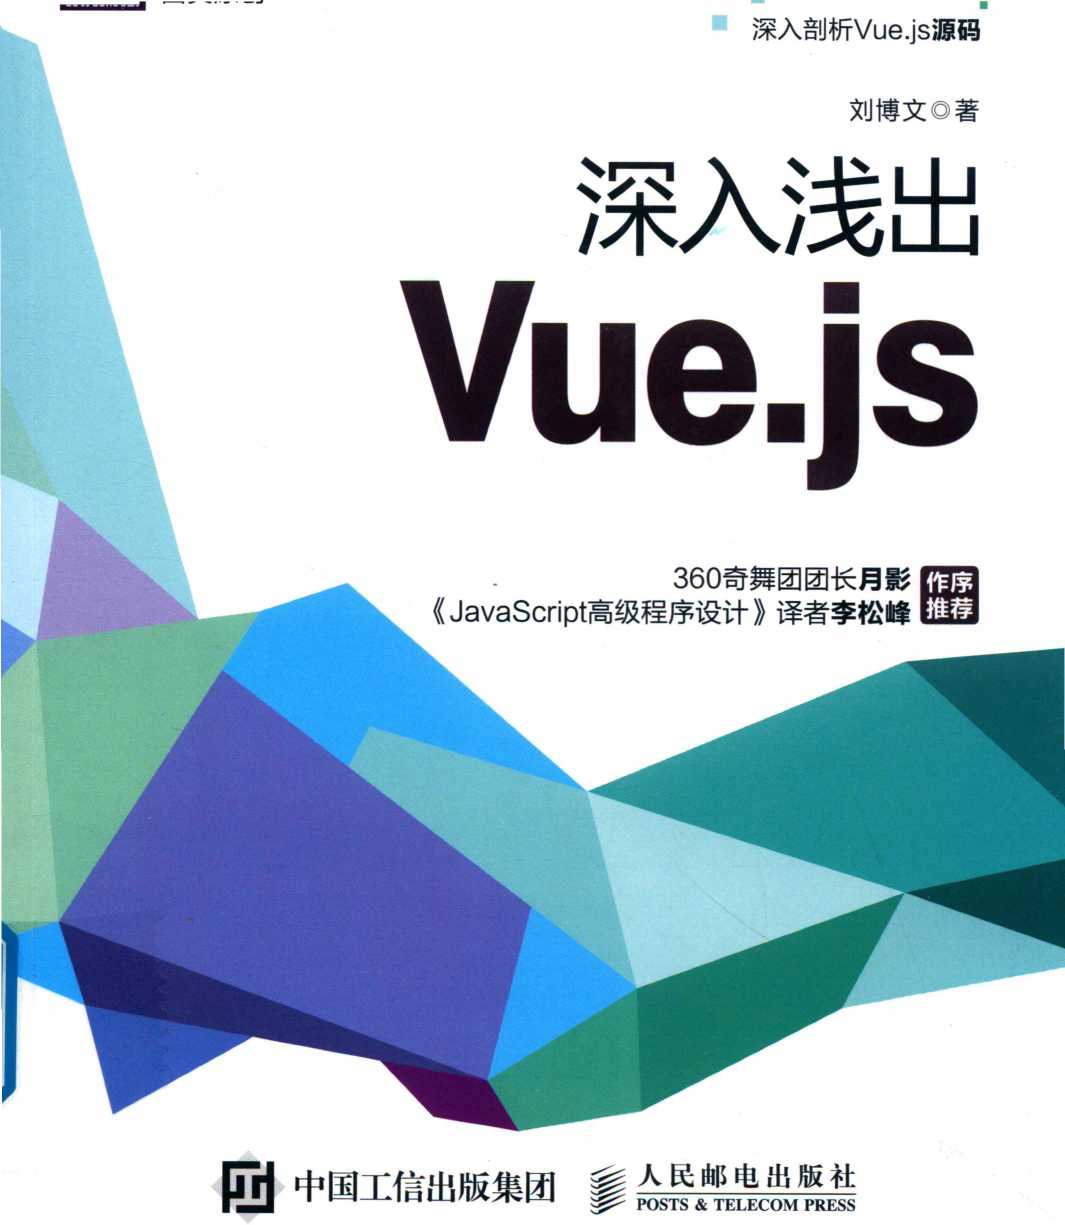 深入剖析Vue.js源码
刘博文◎著
深入浅出
Vue.js
360奇舞团团长月影
《JavaScript高级程序设计》译者李松峰
作序
推荐
中国工信出版集团
人民邮电出版社
POSTS & TELECOM PRESS